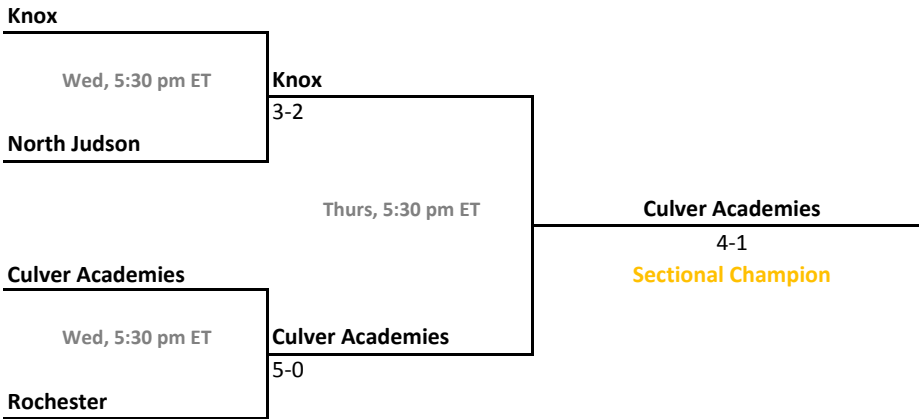 Knox
Wed, 5:30 pm ET
Knox
3-2
North Judson
Thurs, 5:30 pm ET
Culver Academies
4-1
Sectional Champion
Culver Academies
Wed, 5:30 pm ET
Culver Academies
5-0
Rochester